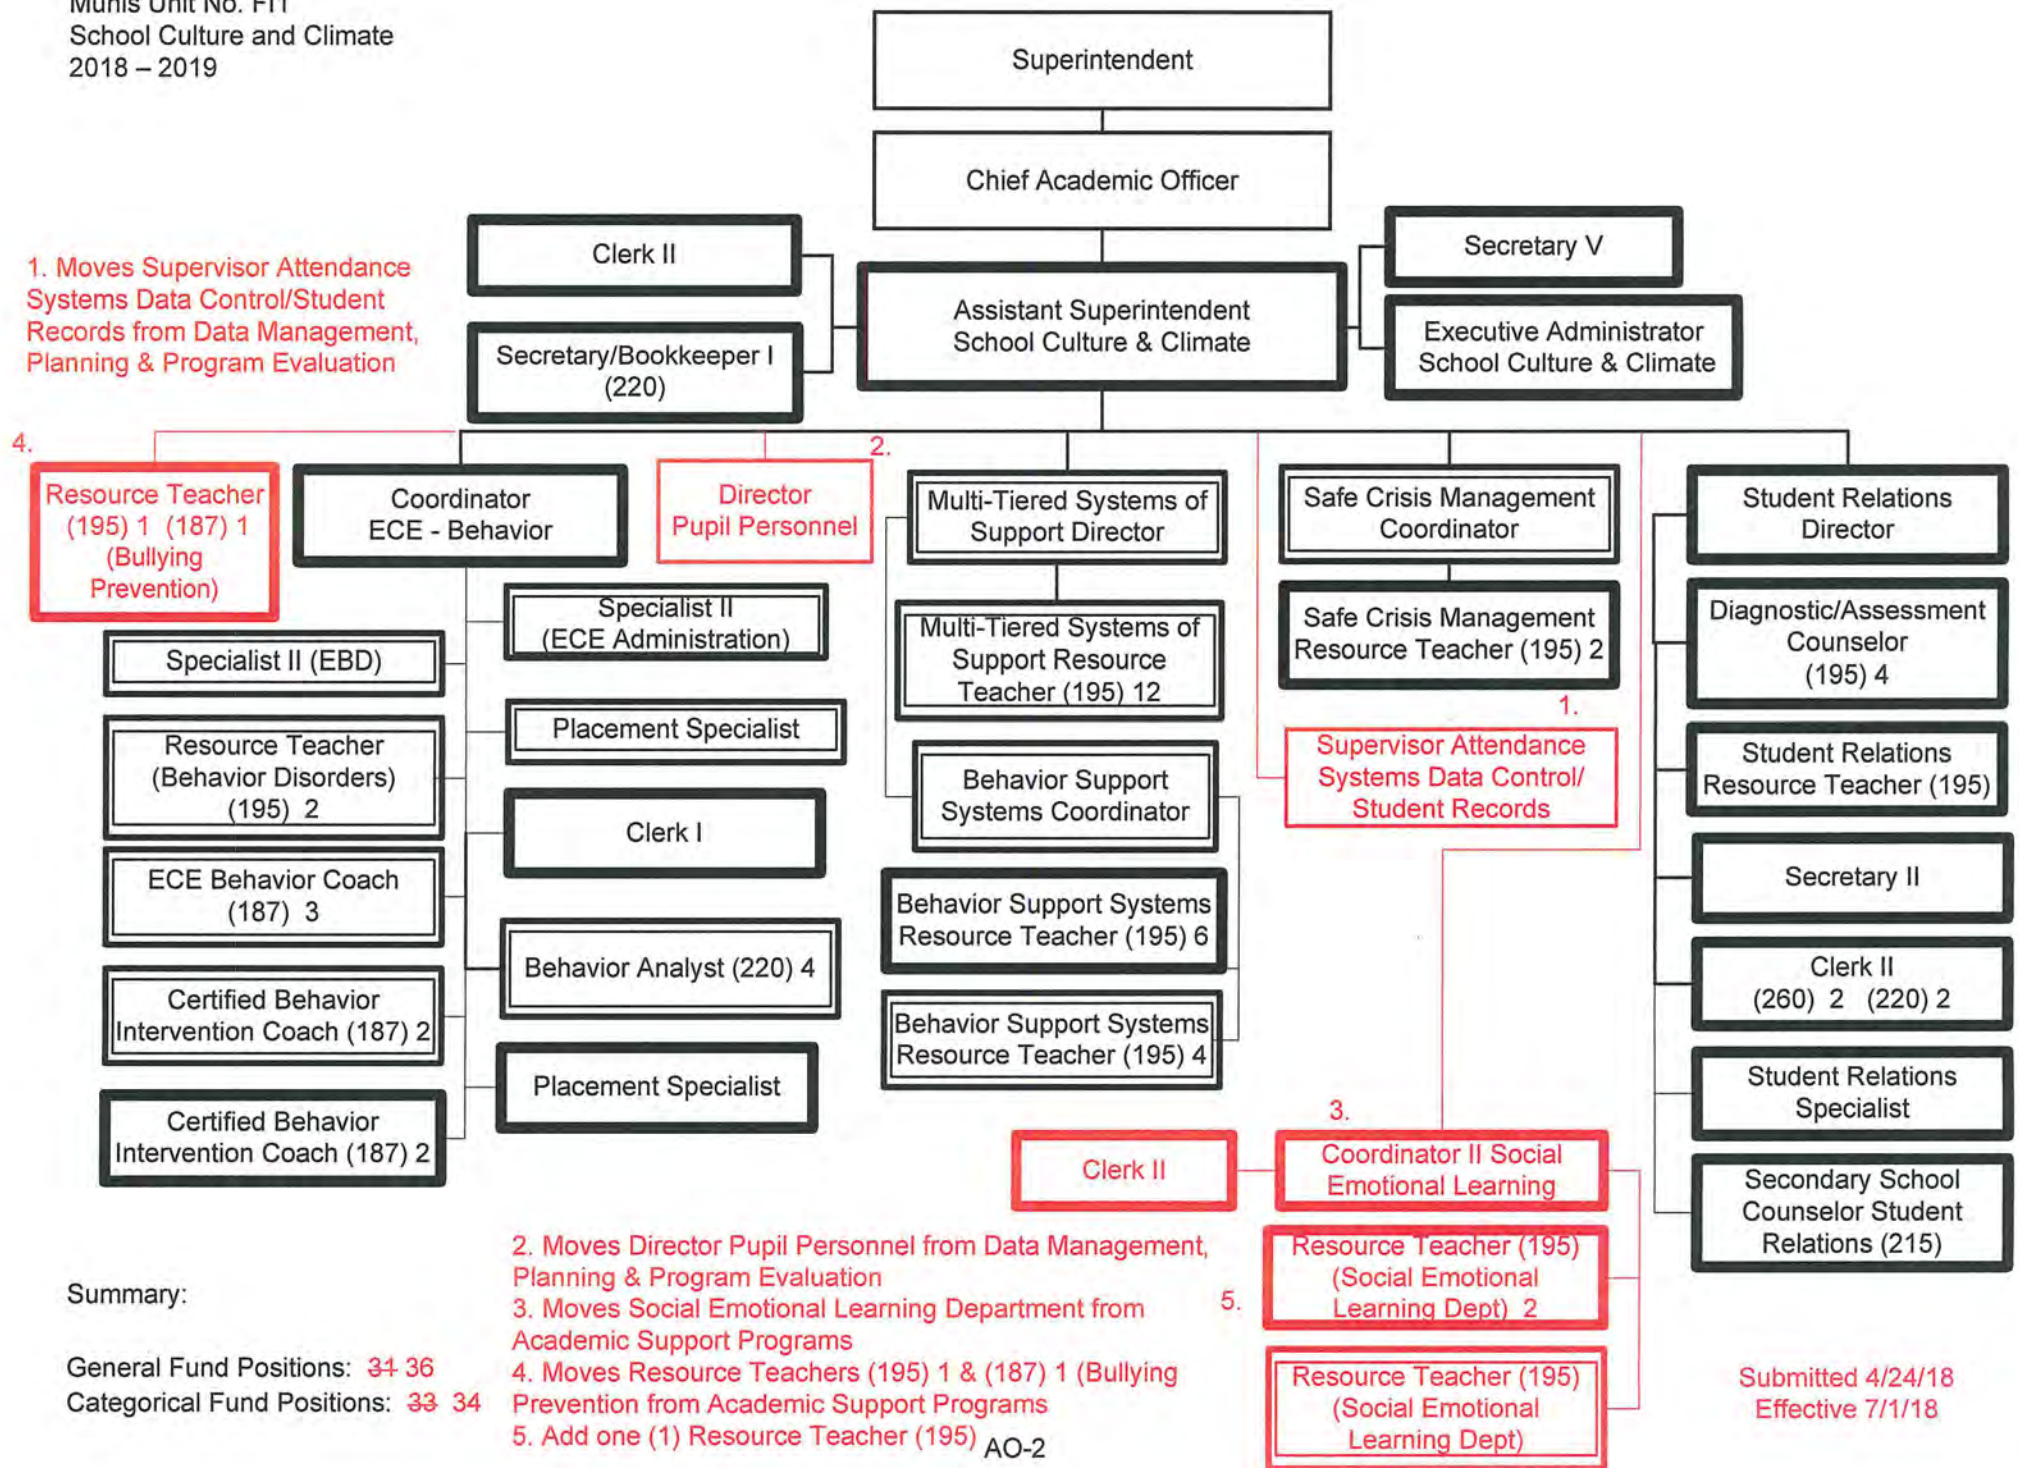 Munis Unit No. FI1
School Culture and Climate
2018 – 2019
Superintendent
Chief Academic Officer
Clerk II
Secretary/Bookkeeper I
(220)
Assistant Superintendent
School Culture & Climate
Secretary V
Executive Administrator
School Culture & Climate
1. Moves Supervisor Attendance
Systems Data Control/Student
Records from Data Management,
Planning & Program Evaluation
4.
Resource Teacher
(195) 1 (187) 1
(Bullying
Prevention)
Coordinator
ECE - Behavior
Director
Pupil Personnel
2.
Multi-Tiered Systems of
Support Director
Safe Crisis Management
Coordinator
Student Relations
Director
Specialist II (EBD)
Resource Teacher
(Behavior Disorders)
(195) 2
ECE Behavior Coach
(187) 3
Certified Behavior
Intervention Coach (187) 2
Certified Behavior
Intervention Coach (187) 2
Specialist II
(ECE Administration)
Placement Specialist
Clerk I
Behavior Analyst (220) 4
Placement Specialist
Multi-Tiered Systems of
Support Resource
Teacher (195) 12
Behavior Support
Systems Coordinator
Behavior Support Systems
Resource Teacher (195) 6
Behavior Support Systems
Resource Teacher (195) 4
Safe Crisis Management
Resource Teacher (195) 2
1.
Supervisor Attendance
Systems Data Control/
Student Records
Diagnostic/Assessment
Counselor
(195) 4
Student Relations
Resource Teacher (195)
Secretary II
Clerk II
(260) 2 (220) 2
Student Relations
Specialist
Secondary School
Counselor Student
Relations (215)
3.
Clerk II
Coordinator II Social
Emotional Learning
5.
Resource Teacher (195)
(Social Emotional
Learning Dept) 2
Resource Teacher (195)
(Social Emotional
Learning Dept)
Summary:
General Fund Positions: 31 36
Categorical Fund Positions: 33 34
2. Moves Director Pupil Personnel from Data Management,
Planning & Program Evaluation
3. Moves Social Emotional Learning Department from
Academic Support Programs
4. Moves Resource Teachers (195) 1 & (187) 1 (Bullying
Prevention from Academic Support Programs
5. Add one (1) Resource Teacher (195)
AO-2
Submitted 4/24/18
Effective 7/1/18